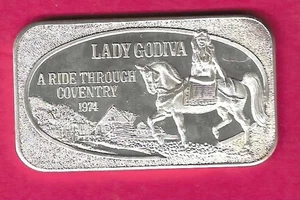 LADY GODIVA
A RIDE THROUGH
COVENTRY
1974